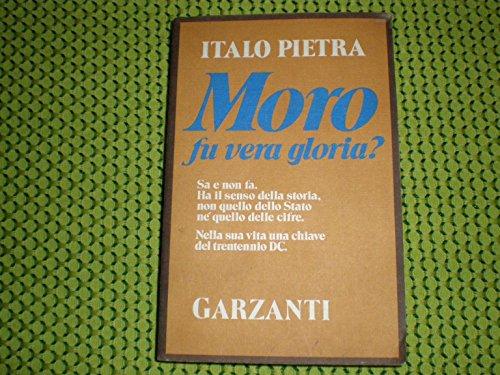 ITALO PIETRA
Moro
fu vera gloria?
Sa e non fa.
Ha il senso della storia,
non quello dello Stato
ne' quello delle cifre.
Nella sua vita una chiave
del trentennio DC.
GARZANTI